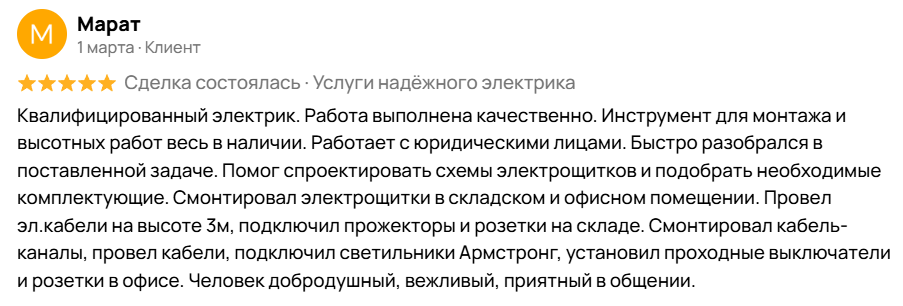 М
Марат
1 марта · Клиент
Сделка состоялась · Услуги надёжного электрика
Квалифицированный электрик. Работа выполнена качественно. Инструмент для монтажа и
высотных работ весь в наличии. Работает с юридическими лицами. Быстро разобрался в
поставленной задаче. Помог спроектировать схемы электрощитков и подобрать необходимые
комплектующие. Смонтировал электрощитки в складском и офисном помещении. Провел
эл.кабели на высоте 3м, подключил прожекторы и розетки на складе. Смонтировал кабель-
каналы, провел кабели, подключил светильники Армстронг, установил проходные выключатели
и розетки в офисе. Человек добродушный, вежливый, приятный в общении.